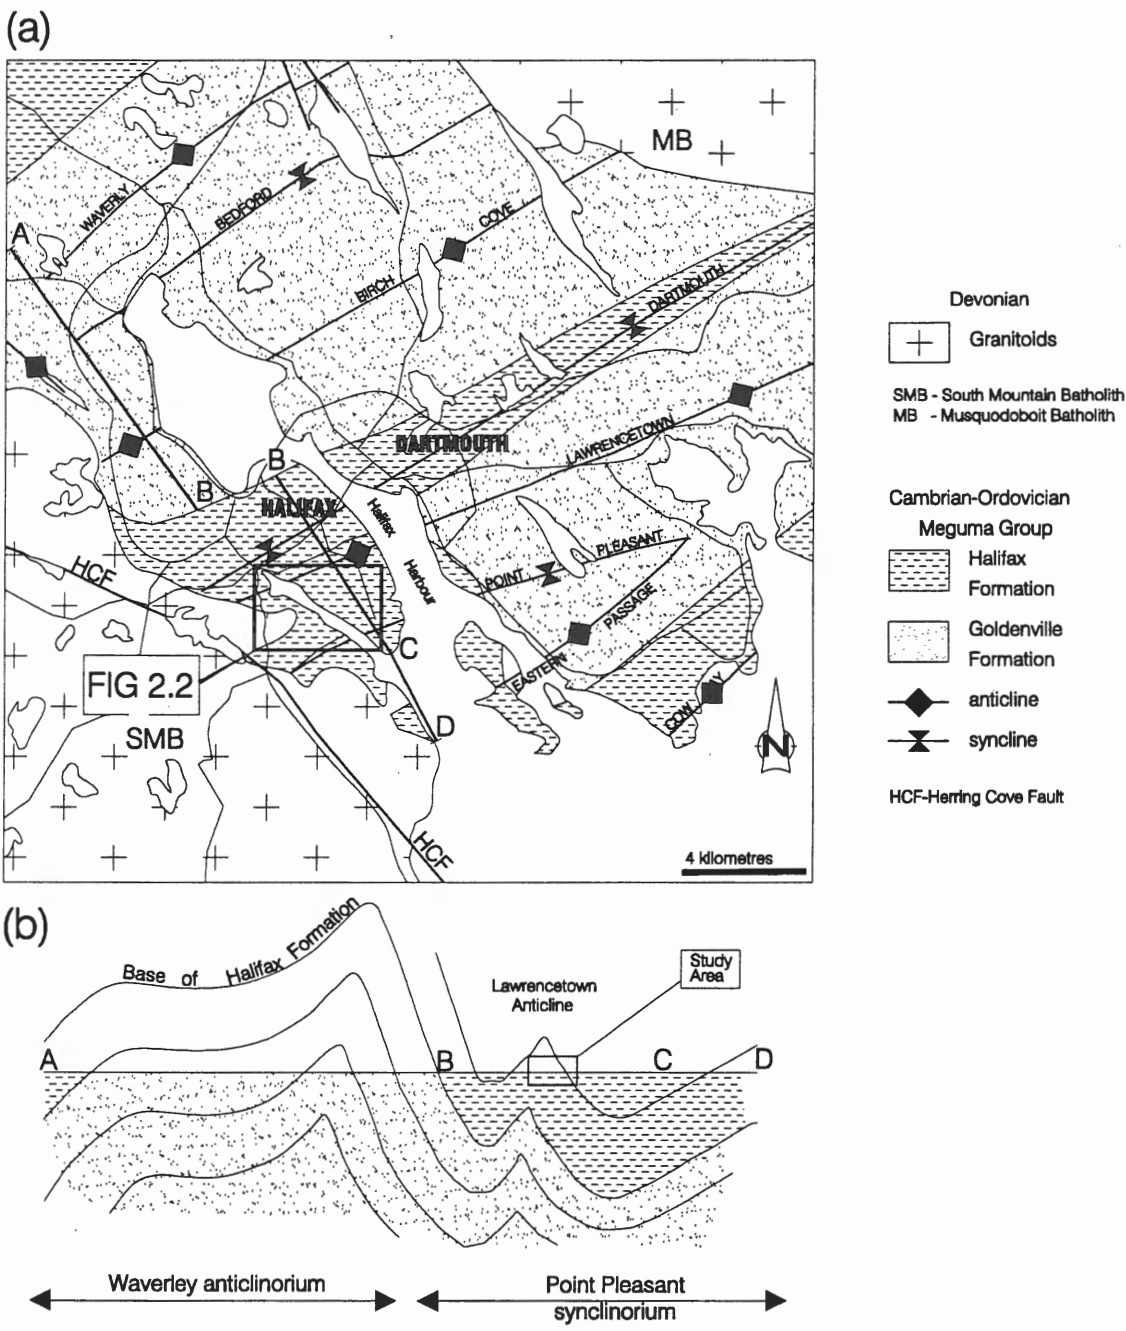 (a)
MB
WAVERLY
BEDFORD
COVE
BIRCH
A
DARTMOUTH
LAWRENCETOWN
DARTMOUTH
B
B
HALIFAX
Halifax
Harbour
HCF
POINT
PLEASANT
PASSAGE
EASTERN
C
FIG 2.2
SMB
D
COW
N
HCF
4 kilometres
Devonian
Granitoids
SMB - South Mountain Batholith
MB - Musquodoboit Batholith
Cambrian-Ordovician
Meguma Group
Halifax
Formation
Goldenville
Formation
anticline
syncline
HCF-Herring Cove Fault
(b)
Base of Halifax Formation
Lawrencetown
Anticline
Study
Area
A
B
C
D
Waverley anticlinorium
Point Pleasant
synclinorium